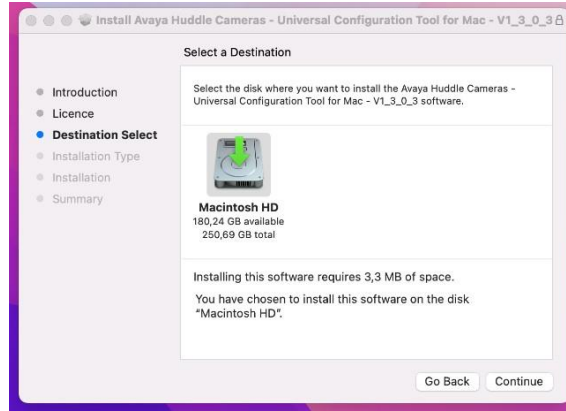 Install Avaya Huddle Cameras - Universal Configuration Tool for Mac - V1_3_0_3
Select a Destination
Introduction
Licence
Destination Select
Installation Type
Installation
Summary
Select the disk where you want to install the Avaya Huddle Cameras -
Universal Configuration Tool for Mac - V1_3_0_3 software.
Macintosh HD
180,24 GB available
250,69 GB total
Installing this software requires 3,3 MB of space.
You have chosen to install this software on the disk
“Macintosh HD”.
Go Back
Continue